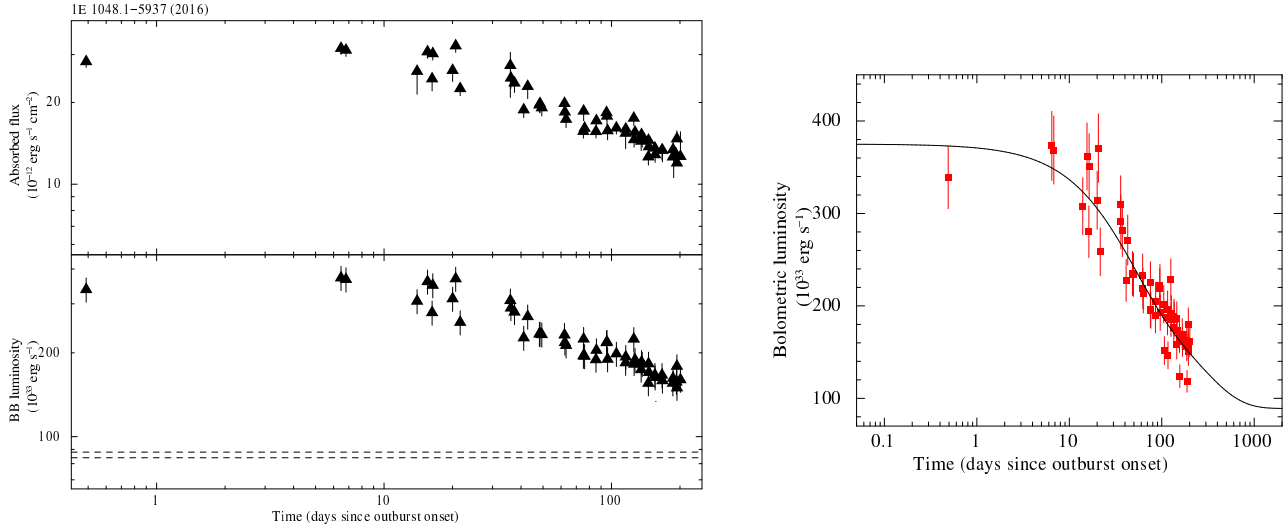 1E 1048.1−5937 (2016)
Absorbed flux
(10⁻¹² erg s⁻¹ cm⁻²)
20
10
BB luminosity
(10³³ erg s⁻¹)
200
100
1
10
100
Time (days since outburst onset)
Bolometric luminosity
(10³³ erg s⁻¹)
400
300
200
100
0.1
1
10
100
1000
Time (days since outburst onset)